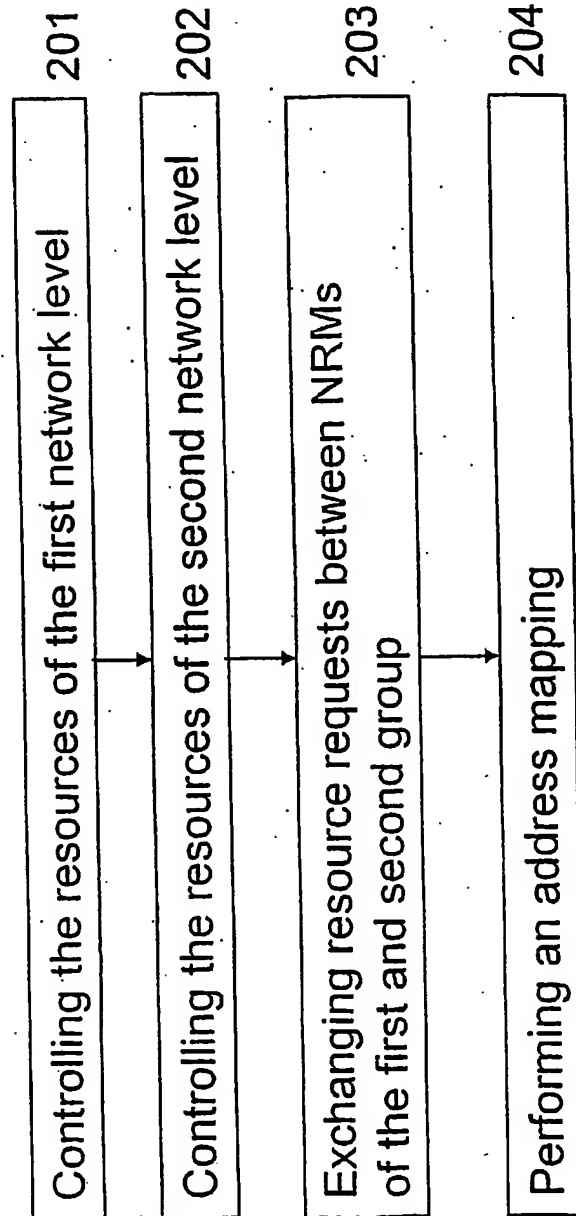 Controlling the resources of the first network level
201
Controlling the resources of the second network level
202
Exchanging resource requests between NRMs
of the first and second group
203
Performing an address mapping
204